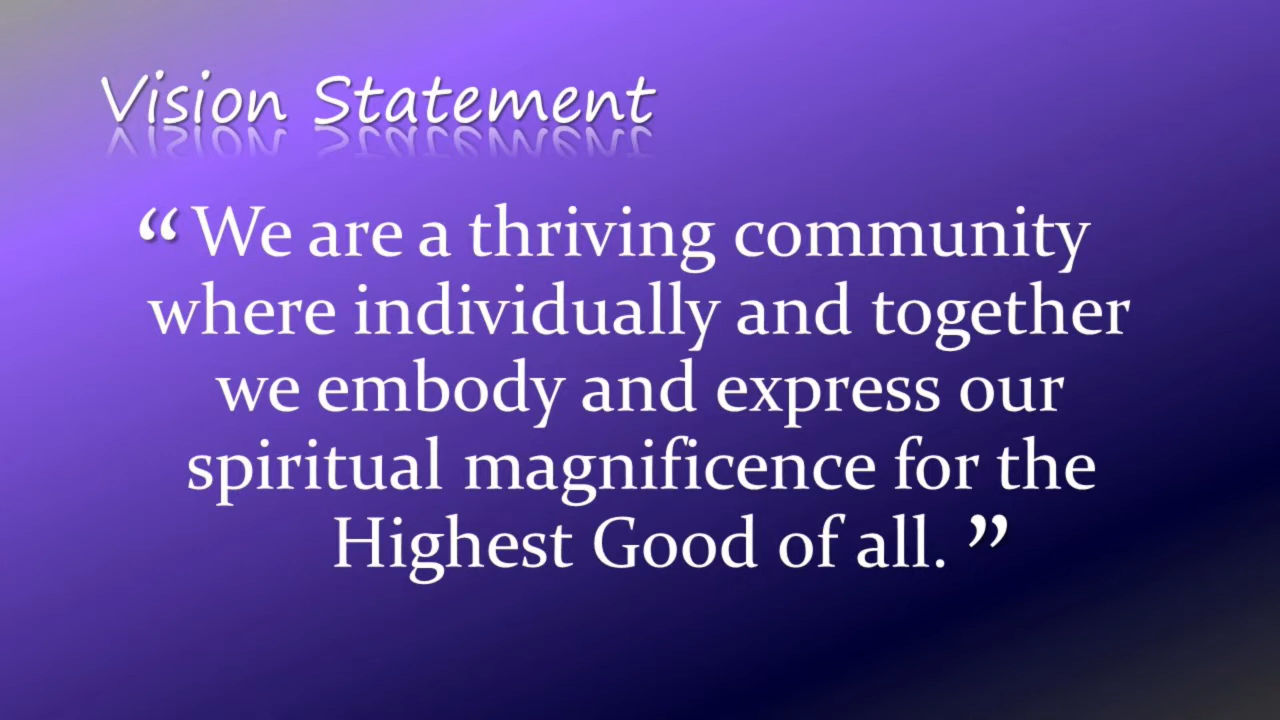 Vision Statement
“We are a thriving community
where individually and together
we embody and express our
spiritual magnificence for the
Highest Good of all. ”